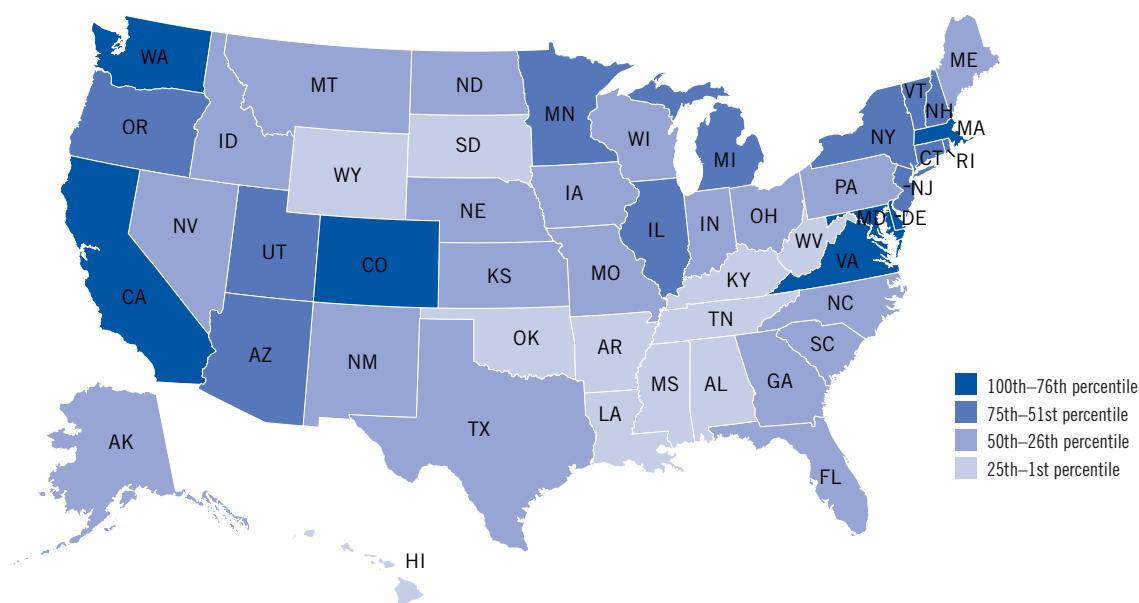 WA
MT
ND
ME
OR
ID
MN
VT
NH
WI
SD
NY
MA
MI
WY
CT
RI
IA
PA
NJ
NE
NV
OH
IN
MD
DE
UT
IL
WV
CO
VA
KS
MO
KY
CA
NC
TN
OK
AR
SC
AZ
NM
MS
AL
GA
LA
TX
AK
FL
HI
100th–76th percentile
75th–51st percentile
50th–26th percentile
25th–1st percentile